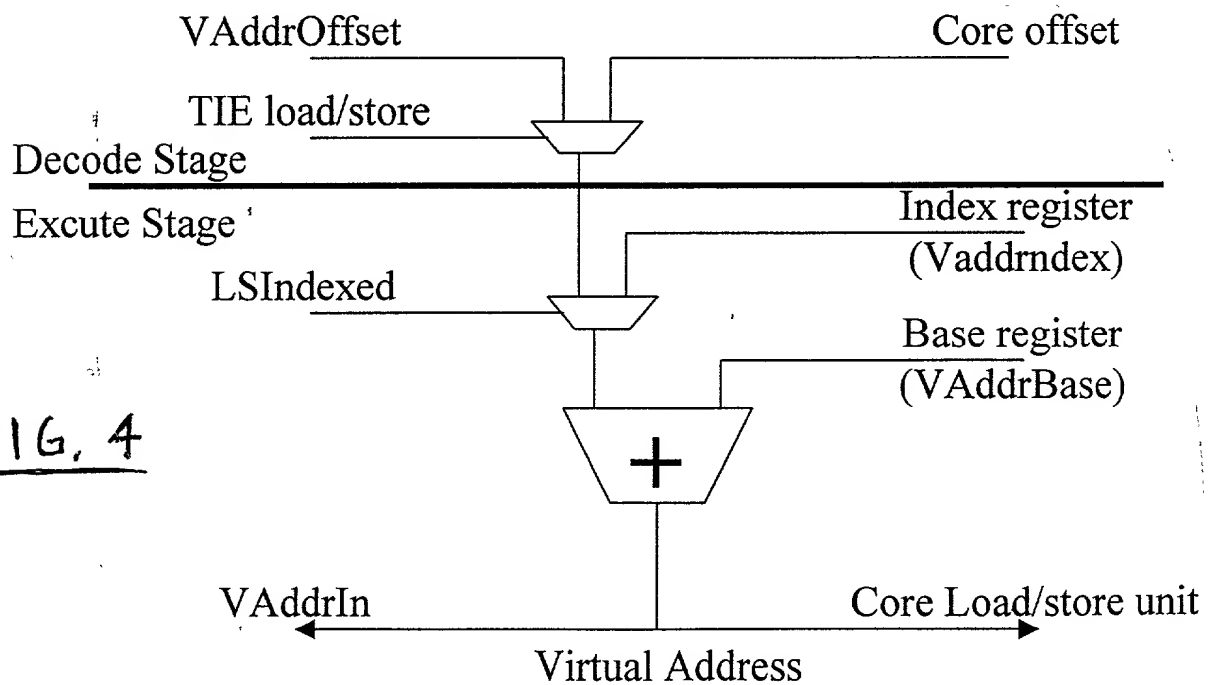 VAddrOffset
Core offset
TIE load/store
Decode Stage
Excute Stage
Index register
(Vaddrndex)
LSIndexed
Base register
(VAddrBase)
IG. 4
+
VAddrIn
Core Load/store unit
Virtual Address